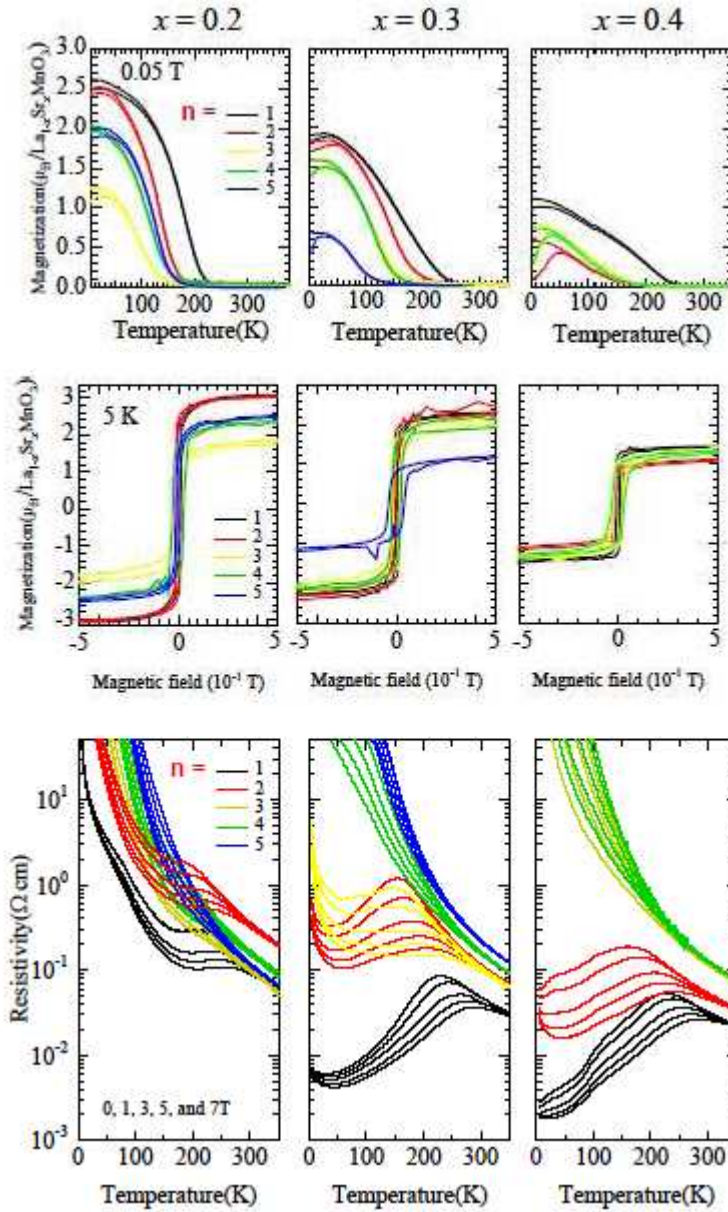 x = 0.2 x = 0.3 x = 0.4
Magnetization(μB/La1-xSrxMnO3)
3.0
2.5
2.0
1.5
1.0
0.5
0.0
0.05 T
n =
1
2
3
4
5
100 200 300
0 100 200 300
0 100 200 300
Temperature(K) Temperature(K) Temperature(K)
Magnetization(μB/La1-xSrxMnO3)
3
2
1
0
-1
-2
-3
5 K
1
2
3
4
5
-5 0 5
-5 0 5
-5 0 5
Magnetic field (10⁻¹ T) Magnetic field (10⁻¹ T) Magnetic field (10⁻¹ T)
Resistivity(Ω cm)
10¹
10⁰
10⁻¹
10⁻²
10⁻³
n =
1
2
3
4
5
0, 1, 3, 5, and 7T
0 100 200 300
0 100 200 300
0 100 200 300
Temperature(K) Temperature(K) Temperature(K)